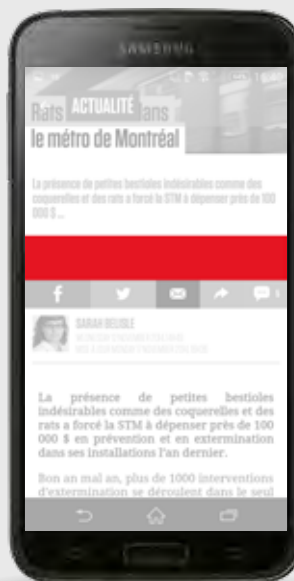 SAMSUNG
ACTUALITÉ
Rats dans
le métro de Montréal
La présence de petites bestioles indésirables comme des
coquerelles et des rats a forcé la STM à dépenser près de 100
000 $ ...
SARAH BELISLE
La présence de petites bestioles
indésirables comme des coquerelles et des
rats a forcé la STM à dépenser près de 100
000 $ en prévention et en extermination
dans ses installations l'an dernier.
Bon an mal an, plus de 1000 interventions
d'extermination se déroulent dans le seul